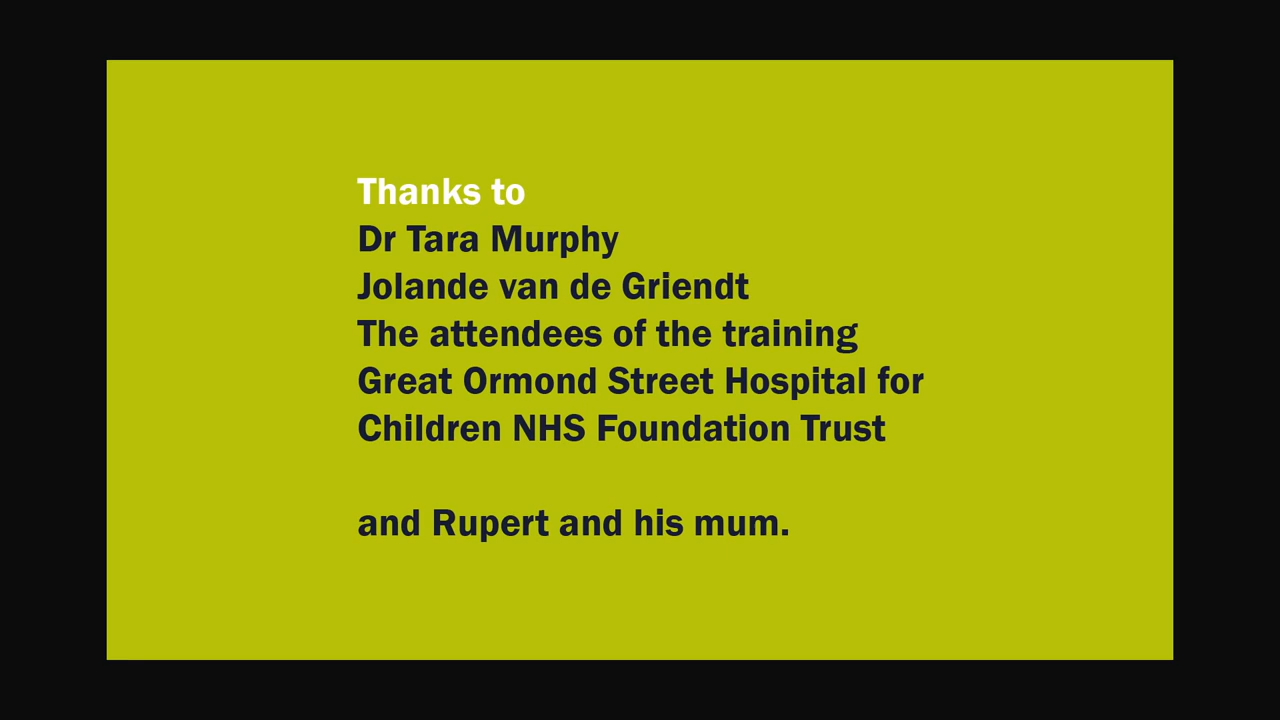 Thanks to
Dr Tara Murphy
Jolande van de Griendt
The attendees of the training
Great Ormond Street Hospital for
Children NHS Foundation Trust
and Rupert and his mum.